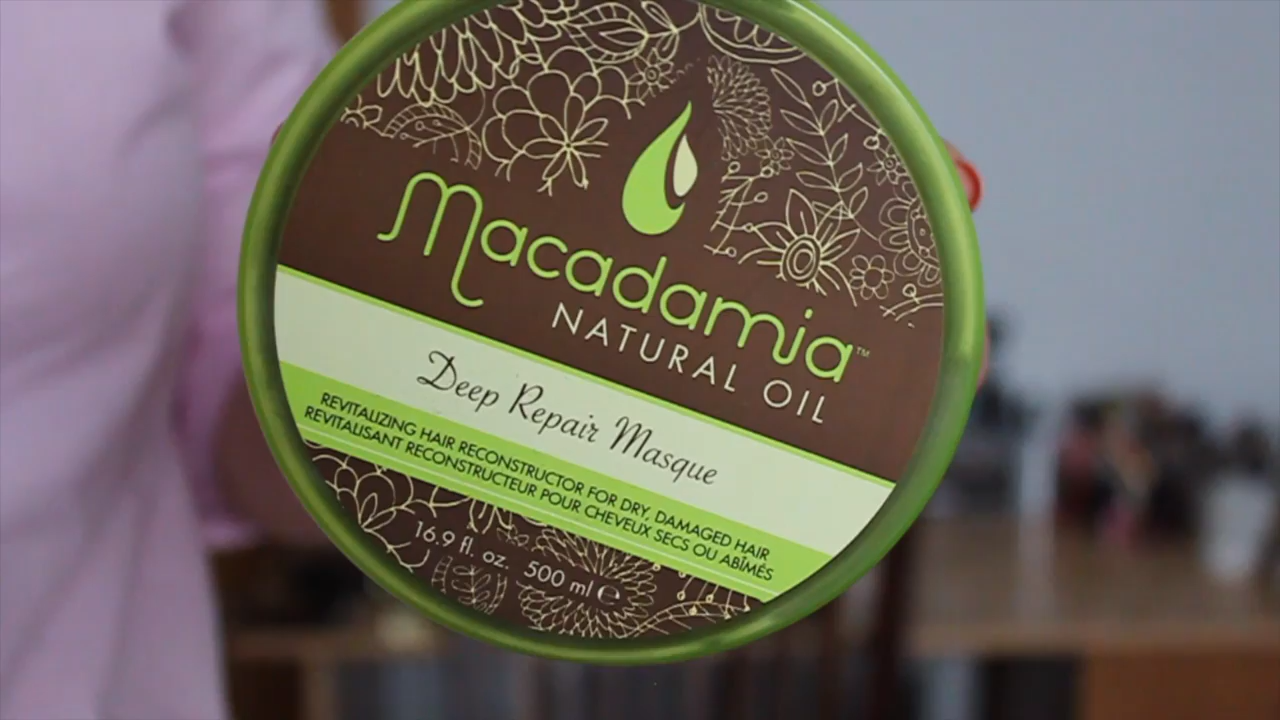 Macadamia™
NATURAL OIL
Deep Repair Masque
REVITALIZING HAIR RECONSTRUCTOR FOR DRY, DAMAGED HAIR
REVITALISANT RECONSTRUCTEUR POUR CHEVEUX SECS OU ABÎMÉS
16.9 fl. oz. 500 ml ℮